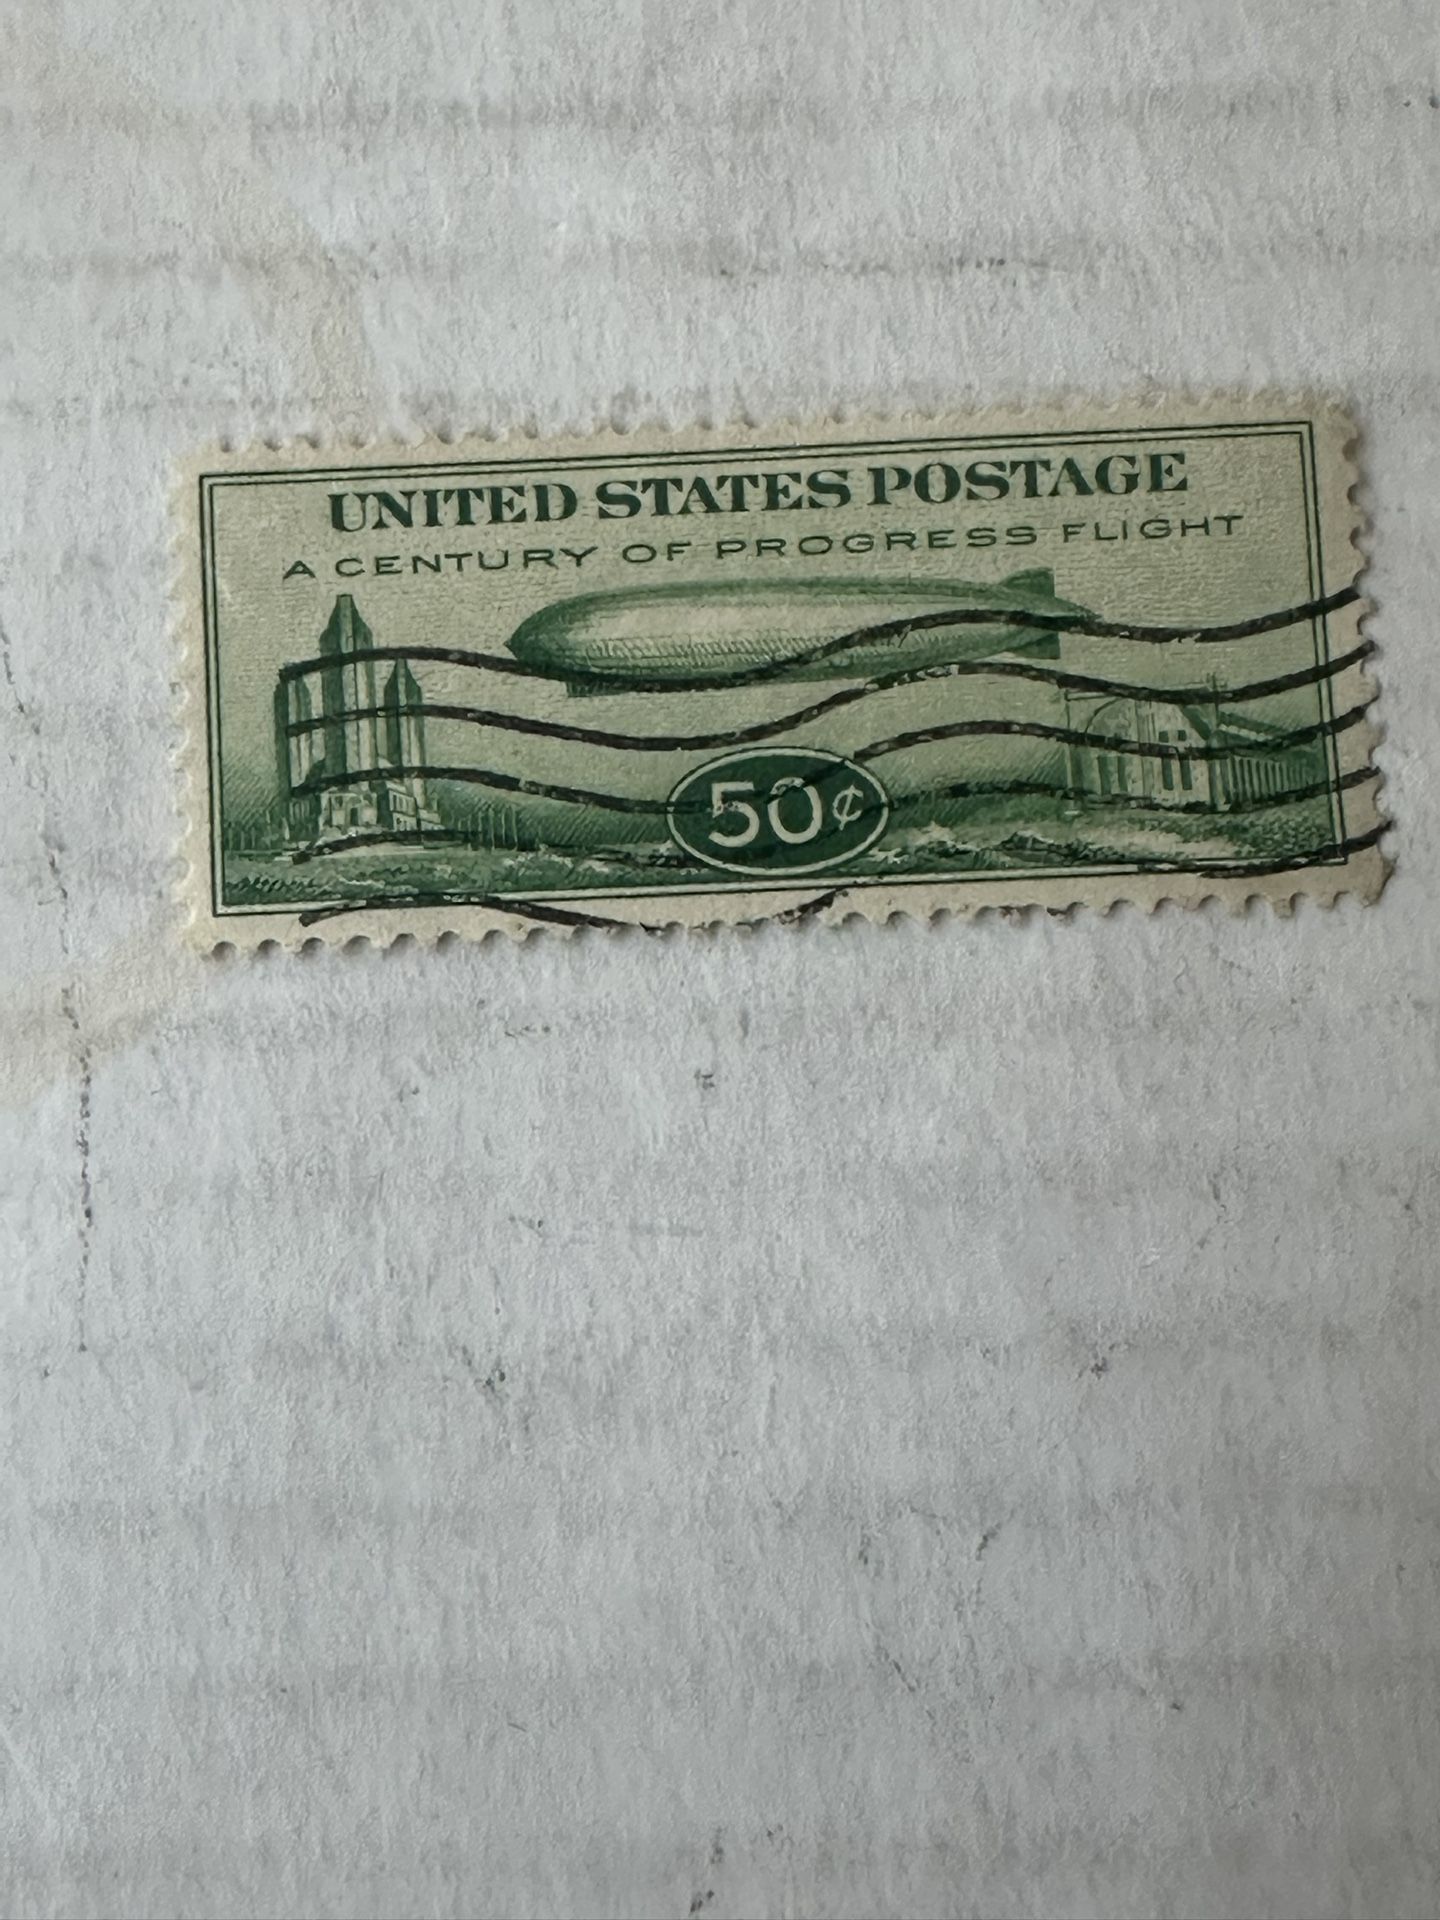 UNITED STATES POSTAGE
A CENTURY OF PROGRESS FLIGHT
50¢